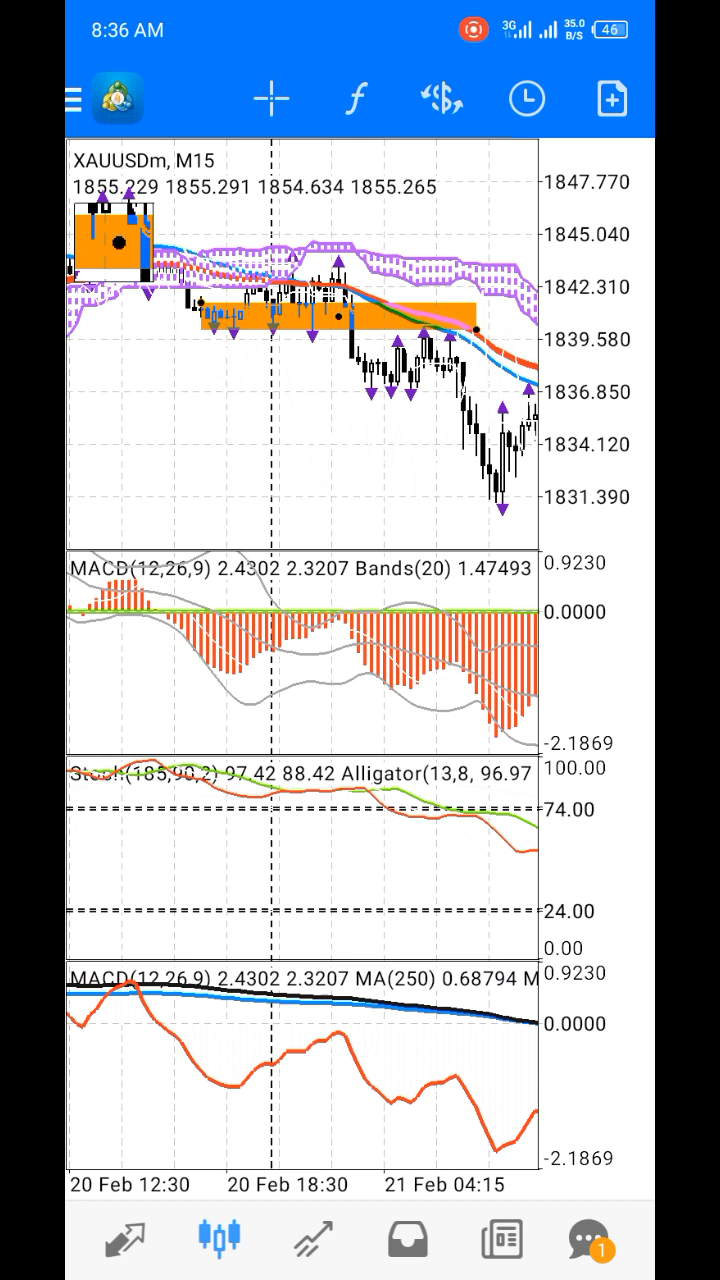 8:36 AM
3G 35.0 B/S 46
4
XAUUSDm, M15
1855.229 1855.291 1854.634 1855.265
1847.770
1845.040
1842.310
1839.580
1836.850
1834.120
1831.390
MACD(12,26,9) 2.4302 2.3207 Bands(20) 1.47493
0.9230
0.0000
-2.1869
Stoch(185,90,2) 97.42 88.42 Alligator(13,8, 96.97
100.00
74.00
24.00
0.00
MACD(12,26,9) 2.4302 2.3207 MA(250) 0.68794 M
0.9230
0.0000
-2.1869
20 Feb 12:30 20 Feb 18:30 21 Feb 04:15
1